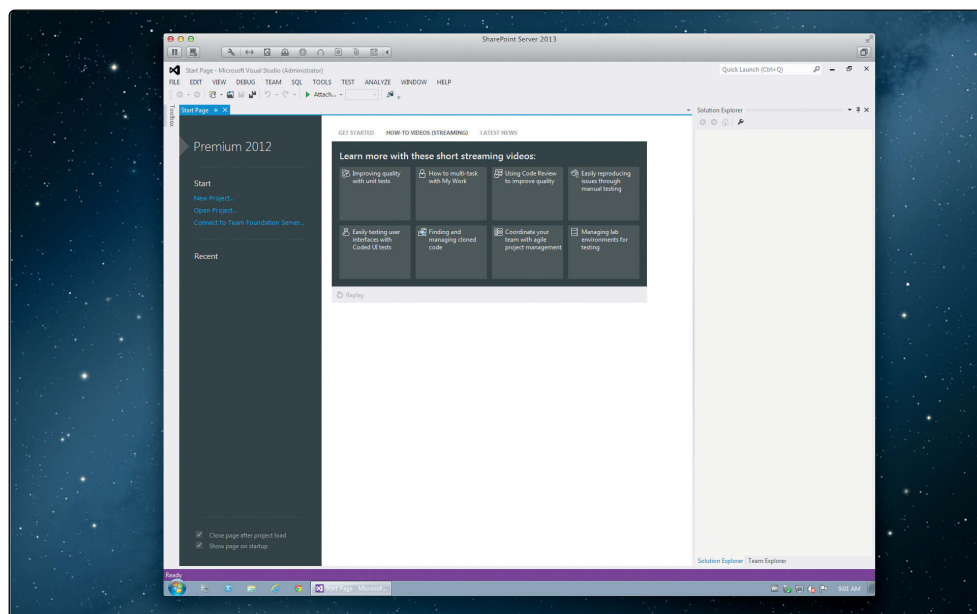 SharePoint Server 2013
Start Page - Microsoft Visual Studio (Administrator)
Quick Launch (Ctrl+Q)
FILE EDIT VIEW DEBUG TEAM SQL TOOLS TEST ANALYZE WINDOW HELP
Attach...
Toolbox
Start Page
Solution Explorer
GET STARTED HOW-TO VIDEOS (STREAMING) LATEST NEWS
Premium 2012
Learn more with these short streaming videos:
Improving quality
with unit tests
How to multi-task
with My Work
Using Code Review
to improve quality
Easily reproducing
issues through
manual testing
Start
New Project...
Open Project...
Connect to Team Foundation Server...
Easily testing user
interfaces with
Coded UI tests
Finding and
managing cloned
code
Coordinate your
team with agile
project management
Managing lab
environments for
testing
Recent
Replay
Close page after project load
Show page on startup
Solution Explorer Team Explorer
Ready
Start Page - Microsof...
8:01 AM